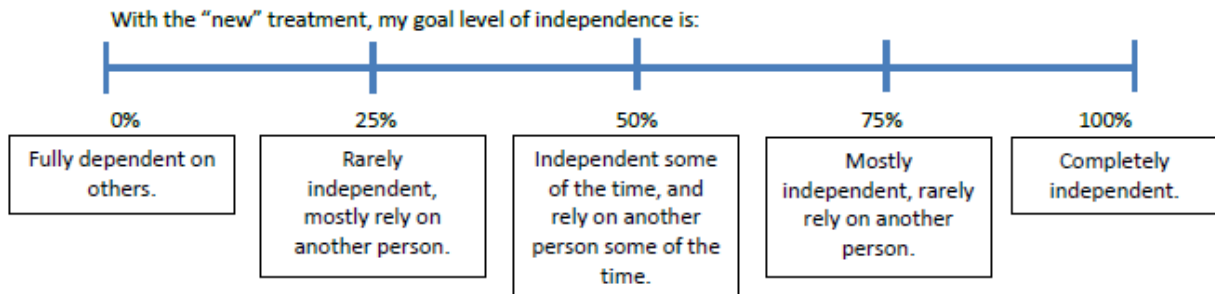 With the “new” treatment, my goal level of independence is:
0%
25%
50%
75%
100%
Fully dependent on
others.
Rarely
independent,
mostly rely on
another person.
Independent some
of the time, and
rely on another
person some of the
time.
Mostly
independent, rarely
rely on another
person.
Completely
independent.